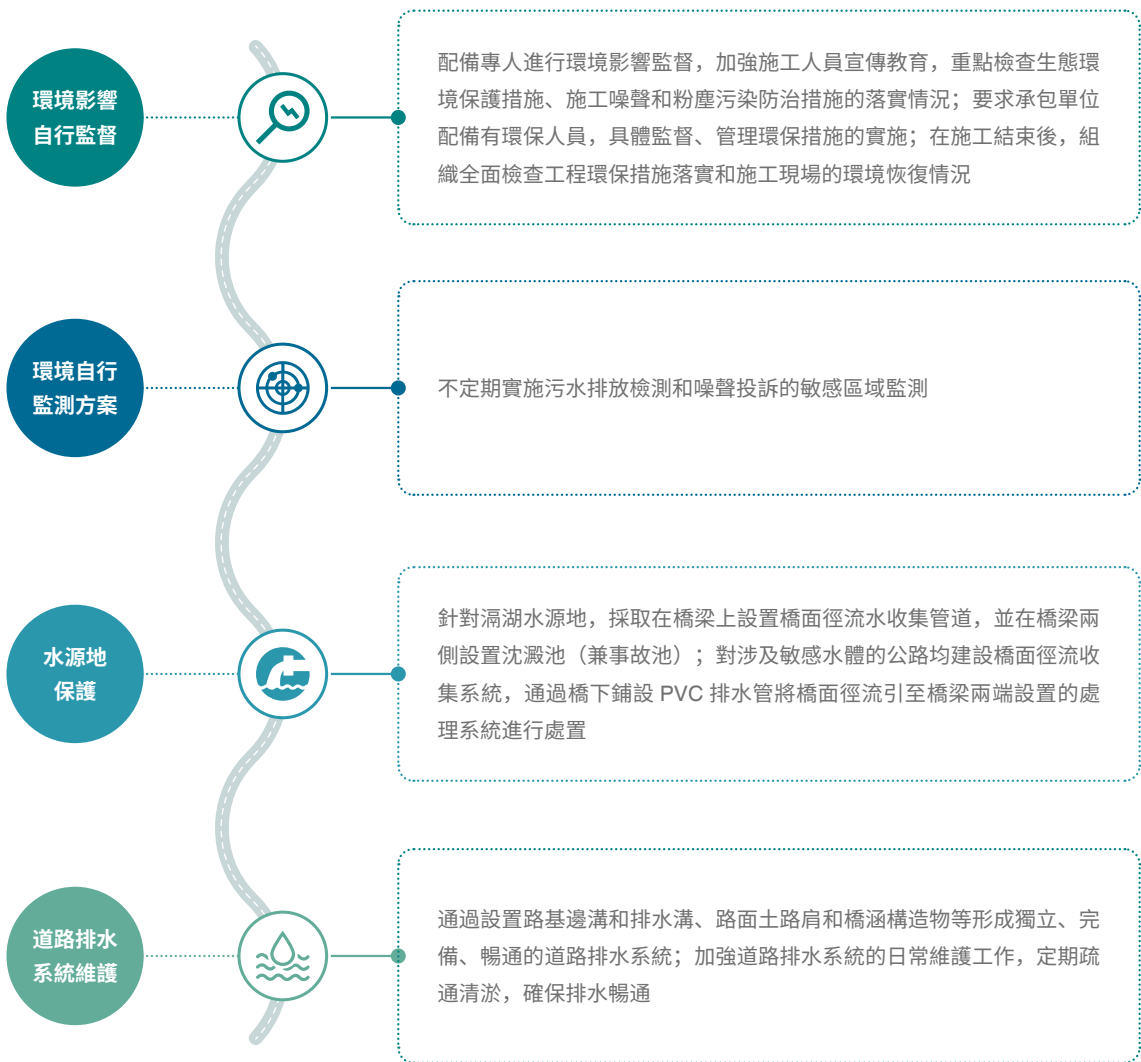 環境影響
自行監督
配備專人進行環境影響監督，加強施工人員宣傳教育，重點檢查生態環
境保護措施、施工噪聲和粉塵污染防治措施的落實情況；要求承包單位
配備有環保人員，具體監督、管理環保措施的實施；在施工結束後，組
織全面檢查工程環保措施落實和施工現場的環境恢復情況
環境自行
監測方案
不定期實施污水排放檢測和噪聲投訴的敏感區域監測
水源地
保護
針對滆湖水源地，採取在橋梁上設置橋面徑流水收集管道，並在橋梁兩
側設置沈澱池（兼事故池）；對涉及敏感水體的公路均建設橋面徑流收
集系統，通過橋下鋪設 PVC 排水管將橋面徑流引至橋梁兩端設置的處
理系統進行處置
道路排水
系統維護
通過設置路基邊溝和排水溝、路面土路肩和橋涵構造物等形成獨立、完
備、暢通的道路排水系統；加強道路排水系統的日常維護工作，定期疏
通清淤，確保排水暢通